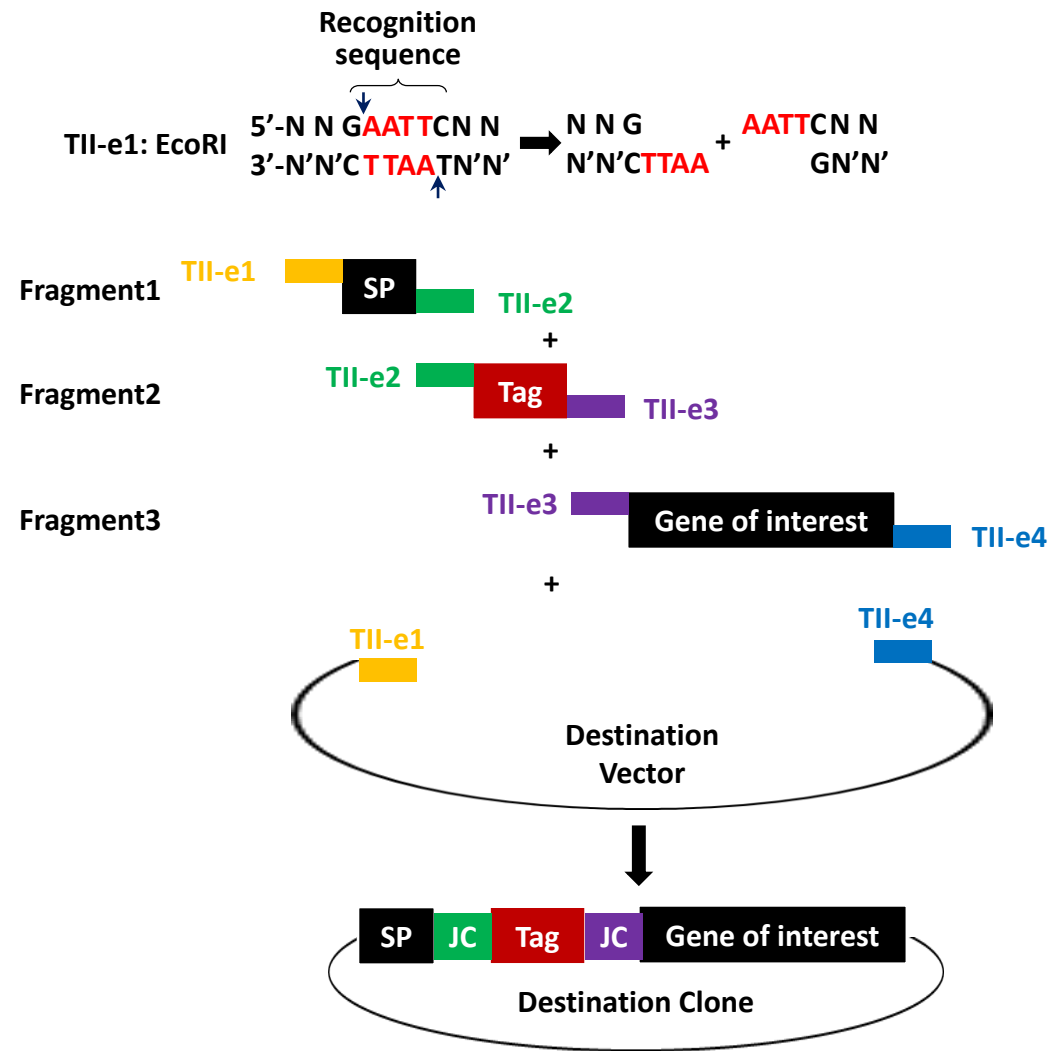 Recognition
sequence
TII-e1: EcoRI
5’-N N GAATTCN N
3’-N’N’CTTAATN’N’
N N G
N’N’CTTAA
+
AATTCN N
GN’N’
Fragment1
TII-e1
SP
TII-e2
+
Fragment2
TII-e2
Tag
TII-e3
+
Fragment3
TII-e3
Gene of interest
TII-e4
+
TII-e1
TII-e4
Destination
Vector
SP JC Tag JC Gene of interest
Destination Clone